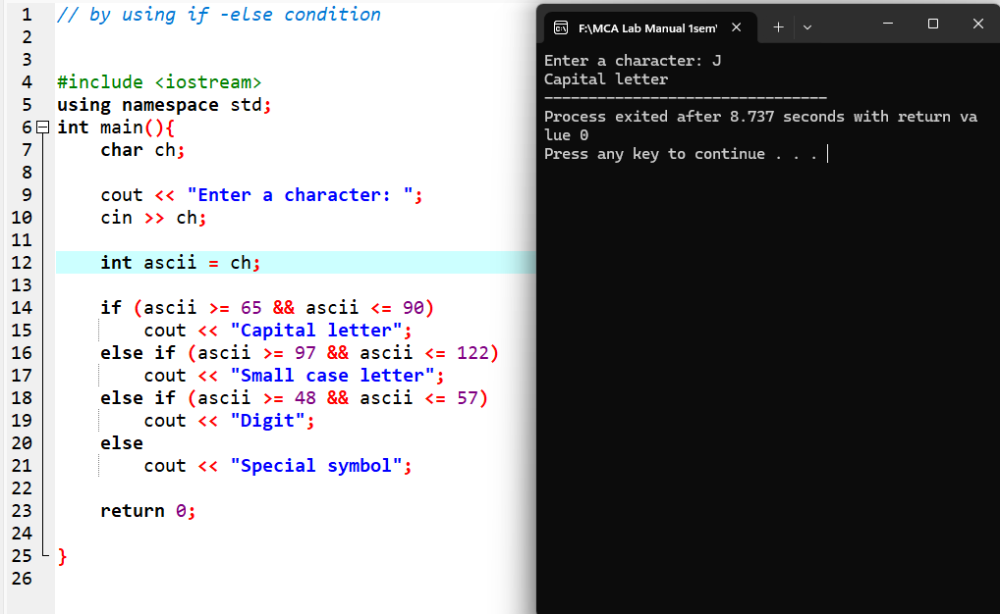 1 // by using if -else condition
2
3
4 #include <iostream>
5 using namespace std;
6 int main(){
7 char ch;
8
9 cout << "Enter a character: ";
10 cin >> ch;
11
12 int ascii = ch;
13
14 if (ascii >= 65 && ascii <= 90)
15 cout << "Capital letter";
16 else if (ascii >= 97 && ascii <= 122)
17 cout << "Small case letter";
18 else if (ascii >= 48 && ascii <= 57)
19 cout << "Digit";
20 else
21 cout << "Special symbol";
22
23 return 0;
24
25 }
26
F:\MCA Lab Manual 1sem'
Enter a character: J
Capital letter
--------------------------------
Process exited after 8.737 seconds with return va
lue 0
Press any key to continue . . .